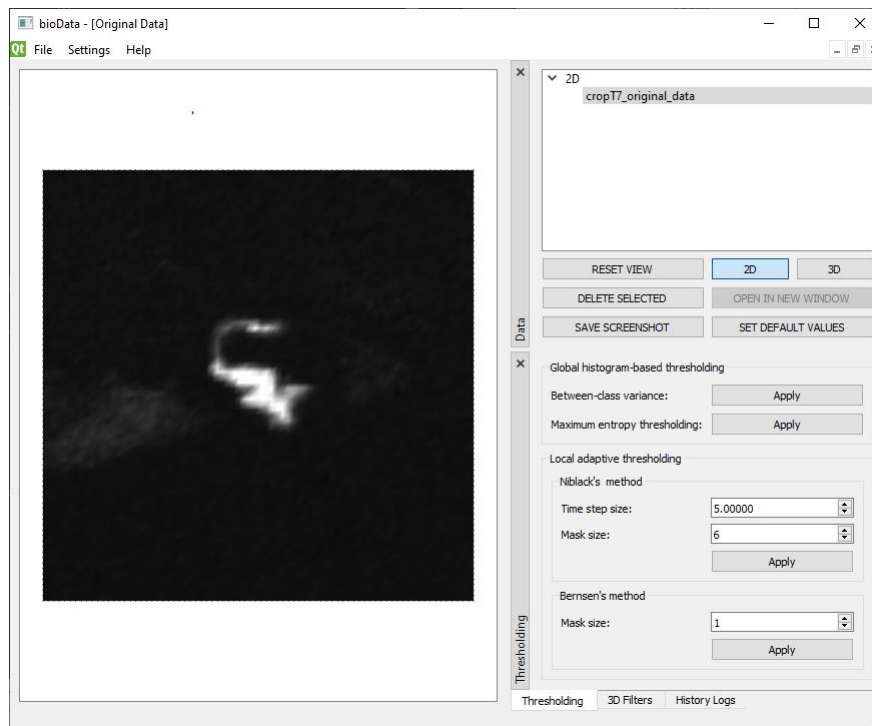 bioData - [Original Data]
Qt File Settings Help
2D
cropT7_original_data
RESET VIEW 2D 3D
DELETE SELECTED OPEN IN NEW WINDOW
SAVE SCREENSHOT SET DEFAULT VALUES
Data
Global histogram-based thresholding
Between-class variance: Apply
Maximum entropy thresholding: Apply
Local adaptive thresholding
Niblack's method
Time step size: 5.00000
Mask size: 6
Apply
Bernsen's method
Mask size: 1
Apply
Thresholding
Thresholding 3D Filters History Logs